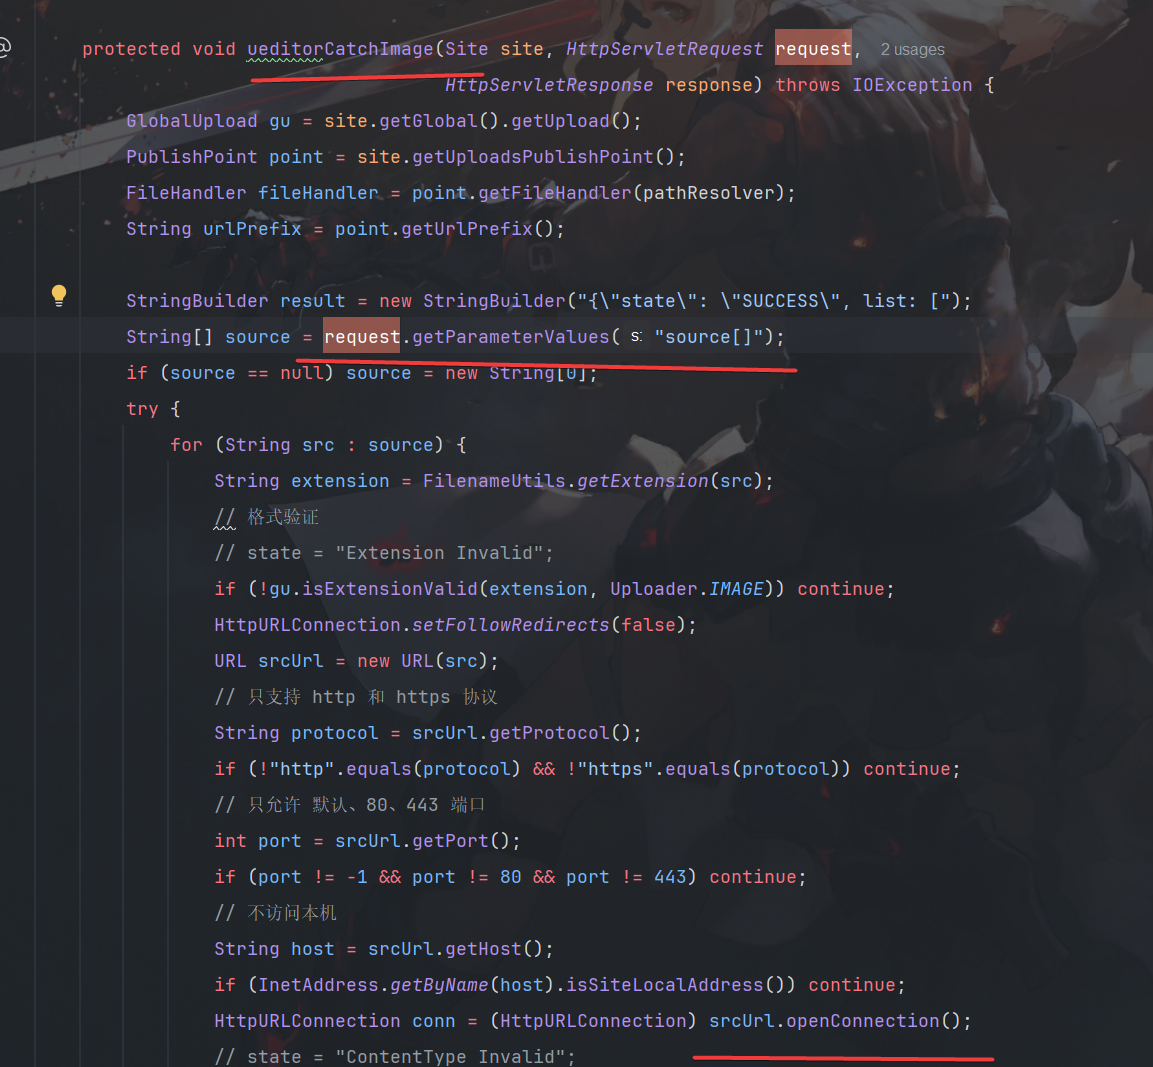 @
protected void ueditorCatchImage(Site site, HttpServletRequest request, 2 usages
HttpServletResponse response) throws IOException {
GlobalUpload gu = site.getGlobal().getUpload();
PublishPoint point = site.getUploadsPublishPoint();
FileHandler fileHandler = point.getFileHandler(pathResolver);
String urlPrefix = point.getUrlPrefix();
StringBuilder result = new StringBuilder("{\"state\": \"SUCCESS\", list: [");
String[] source = request.getParameterValues( s: "source[]");
if (source == null) source = new String[0];
try {
for (String src : source) {
String extension = FilenameUtils.getExtension(src);
// 格式验证
// state = "Extension Invalid";
if (!gu.isExtensionValid(extension, Uploader.IMAGE)) continue;
HttpURLConnection.setFollowRedirects(false);
URL srcUrl = new URL(src);
// 只支持 http 和 https 协议
String protocol = srcUrl.getProtocol();
if (!"http".equals(protocol) && !"https".equals(protocol)) continue;
// 只允许 默认、80、443 端口
int port = srcUrl.getPort();
if (port != -1 && port != 80 && port != 443) continue;
// 不访问本机
String host = srcUrl.getHost();
if (InetAddress.getByName(host).isSiteLocalAddress()) continue;
HttpURLConnection conn = (HttpURLConnection) srcUrl.openConnection();
// state = "ContentType Invalid";